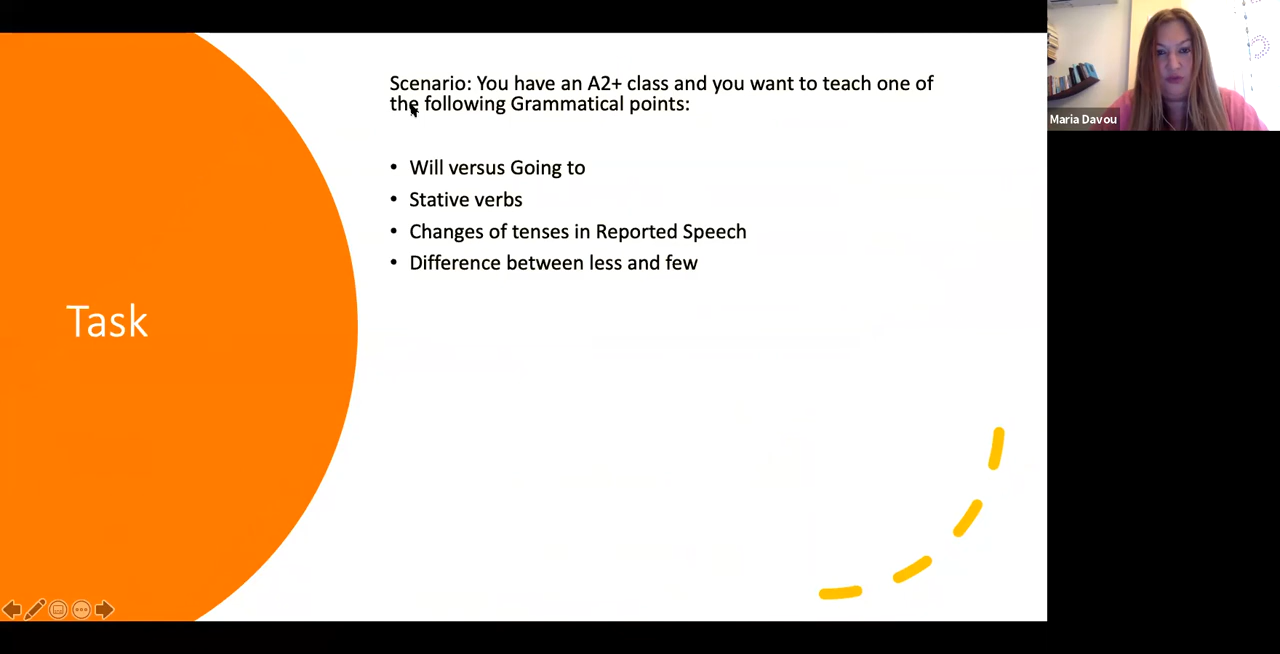 Scenario: You have an A2+ class and you want to teach one of
the following Grammatical points:
• Will versus Going to
• Stative verbs
• Changes of tenses in Reported Speech
• Difference between less and few
Task
Maria Davou